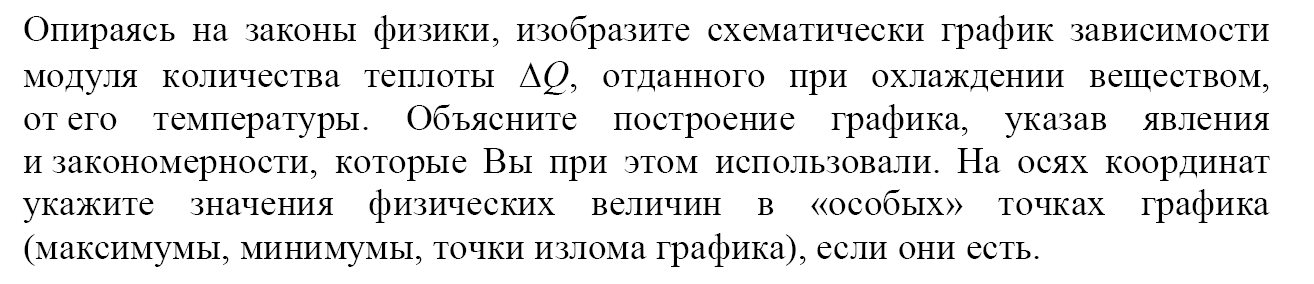 Опираясь на законы физики, изобразите схематически график зависимости
модуля количества теплоты ΔQ, отданного при охлаждении веществом,
от его температуры. Объясните построение графика, указав явления
и закономерности, которые Вы при этом использовали. На осях координат
укажите значения физических величин в «особых» точках графика
(максимумы, минимумы, точки излома графика), если они есть.